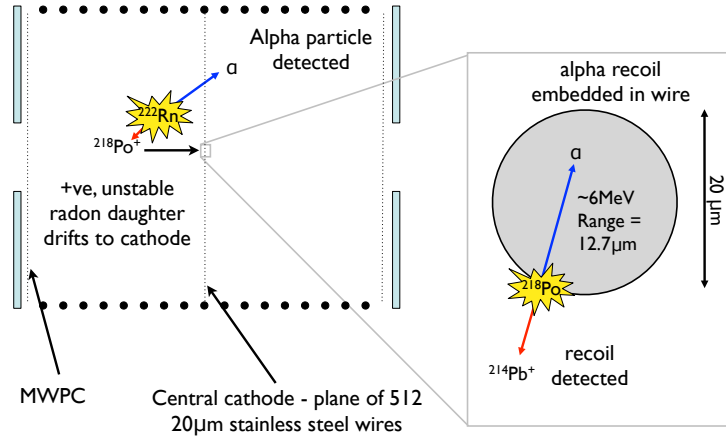 Alpha particle
detected
α
²²²Rn
²¹⁸Po⁺
+ve, unstable
radon daughter
drifts to cathode
MWPC
Central cathode - plane of 512
20µm stainless steel wires
alpha recoil
embedded in wire
α
~6MeV
Range =
12.7µm
20 µm
²¹⁸Po
²¹⁴Pb⁺
recoil
detected